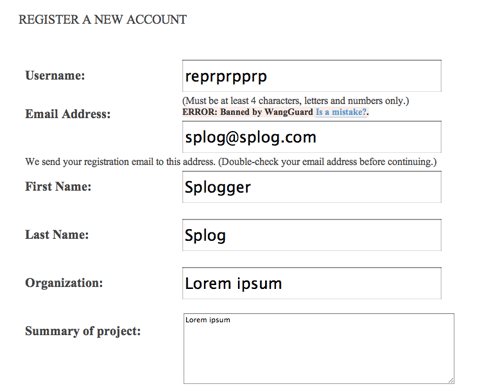 REGISTER A NEW ACCOUNT
Username:
reprprpprp
(Must be at least 4 characters, letters and numbers only.)
Email Address:
ERROR: Banned by WangGuard Is a mistake?.
splog@splog.com
We send your registration email to this address. (Double-check your email address before continuing.)
First Name:
Splogger
Last Name:
Splog
Organization:
Lorem ipsum
Summary of project:
Lorem ipsum